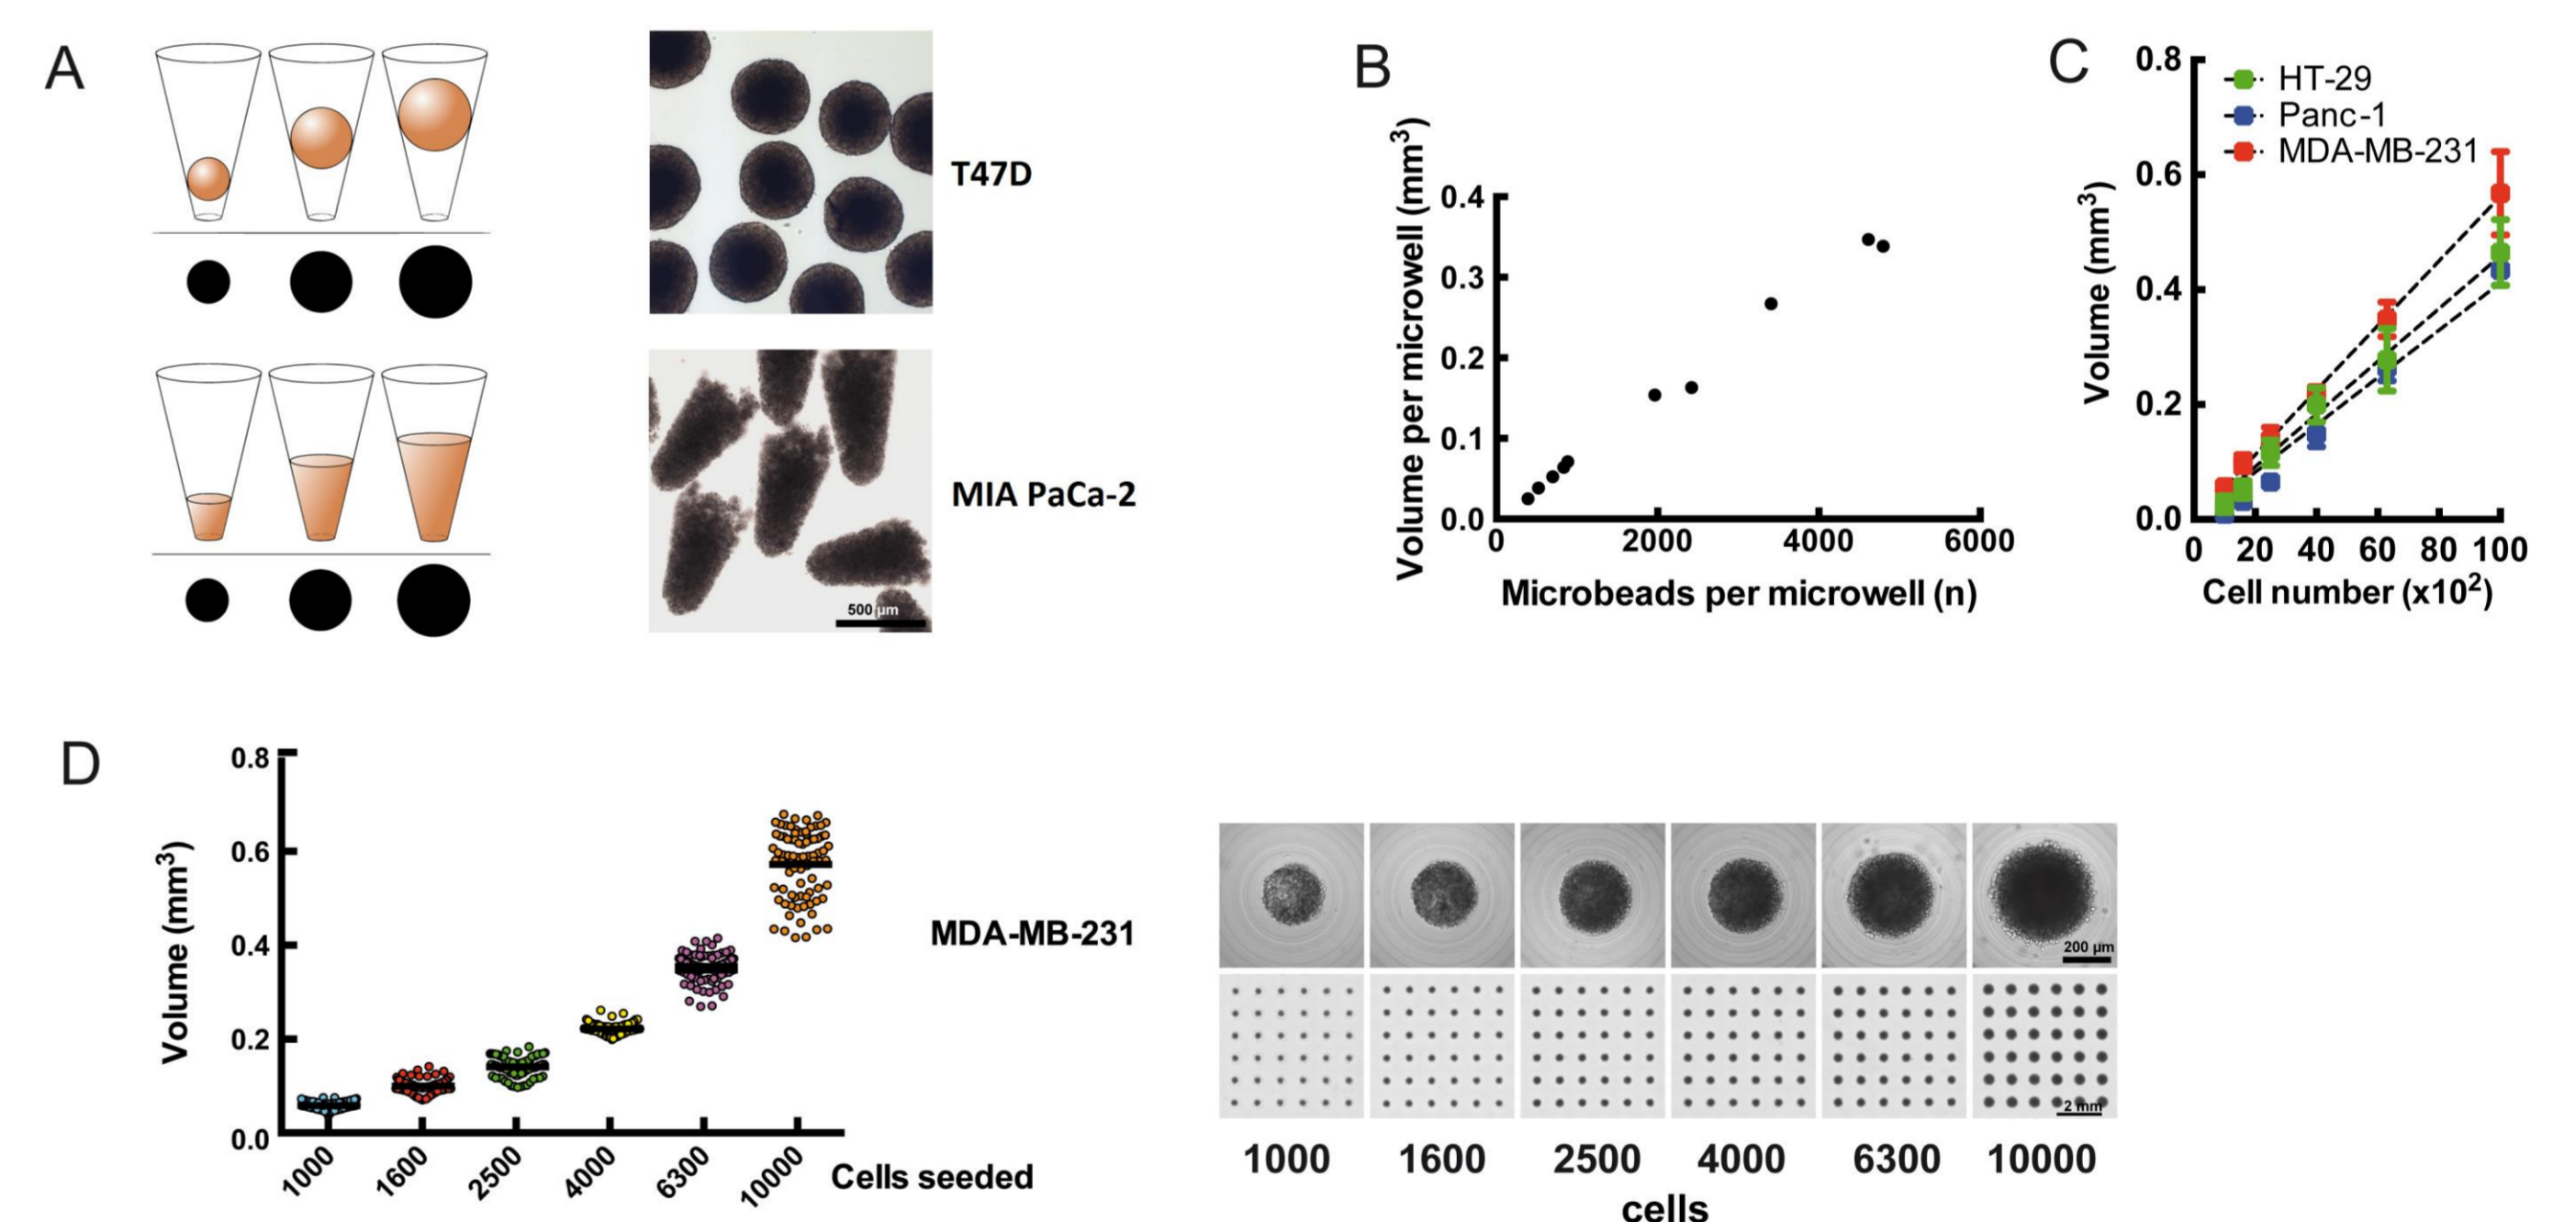 A
T47D
MIA PaCa-2
500 µm
B
Volume per microwell (mm³)
0.4
0.3
0.2
0.1
0.0
0 2000 4000 6000
Microbeads per microwell (n)
C
HT-29
Panc-1
MDA-MB-231
Volume (mm³)
0.8
0.6
0.4
0.2
0.0
0 20 40 60 80 100
Cell number (x10²)
D
Volume (mm³)
0.8
0.6
0.4
0.2
0.0
1000 1600 2500 4000 6300 10000
Cells seeded
MDA-MB-231
200 µm
2 mm
1000 1600 2500 4000 6300 10000
cells